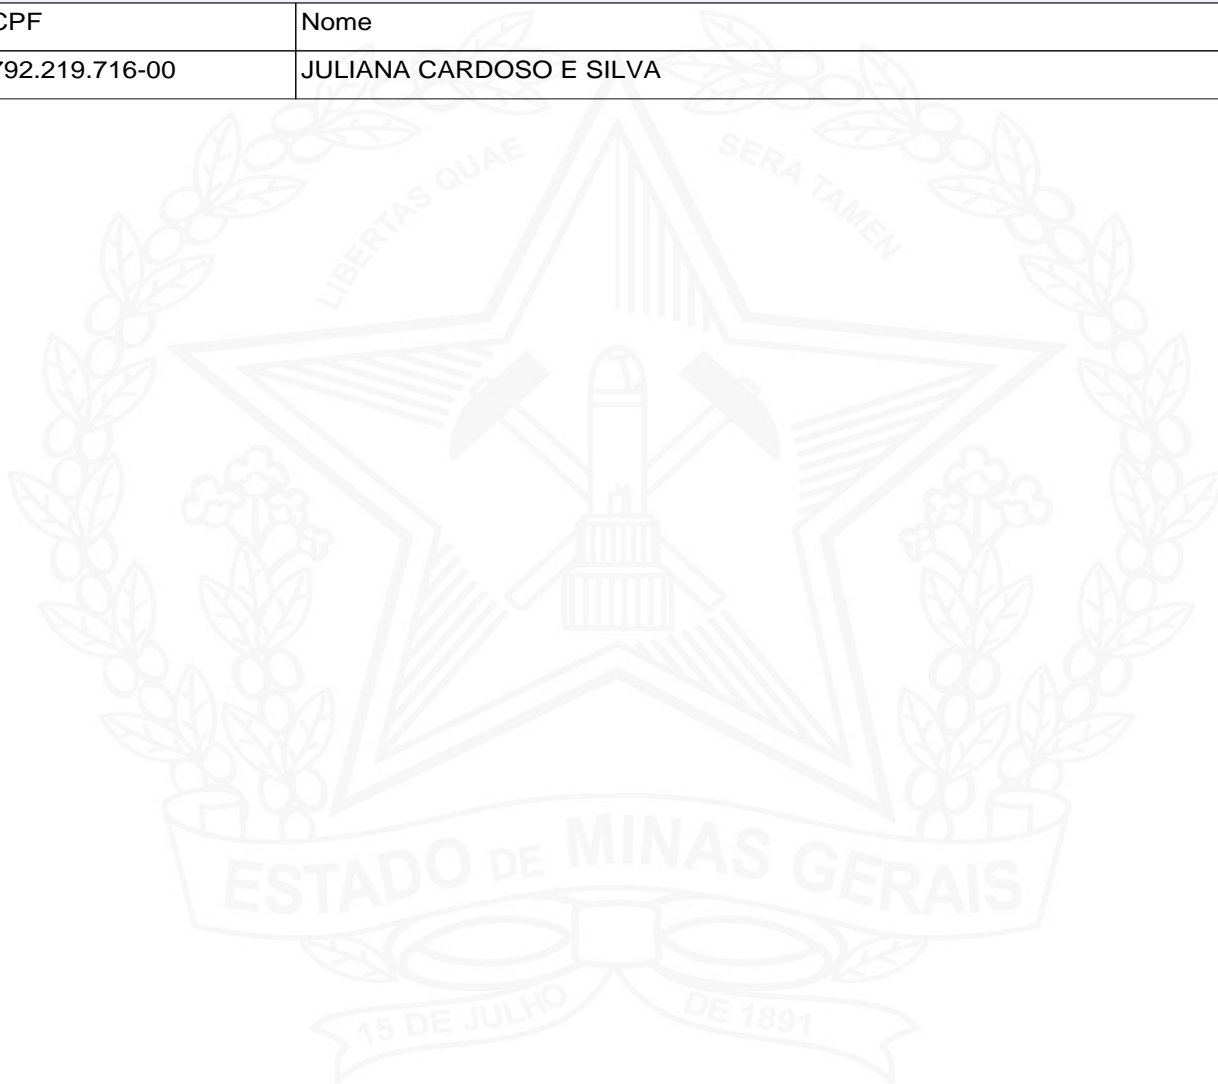 CPF Nome
792.219.716-00 JULIANA CARDOSO E SILVA
LIBERTAS QUAE SERA TAMEN
ESTADO DE MINAS GERAIS
15 DE JULHO DE 1891